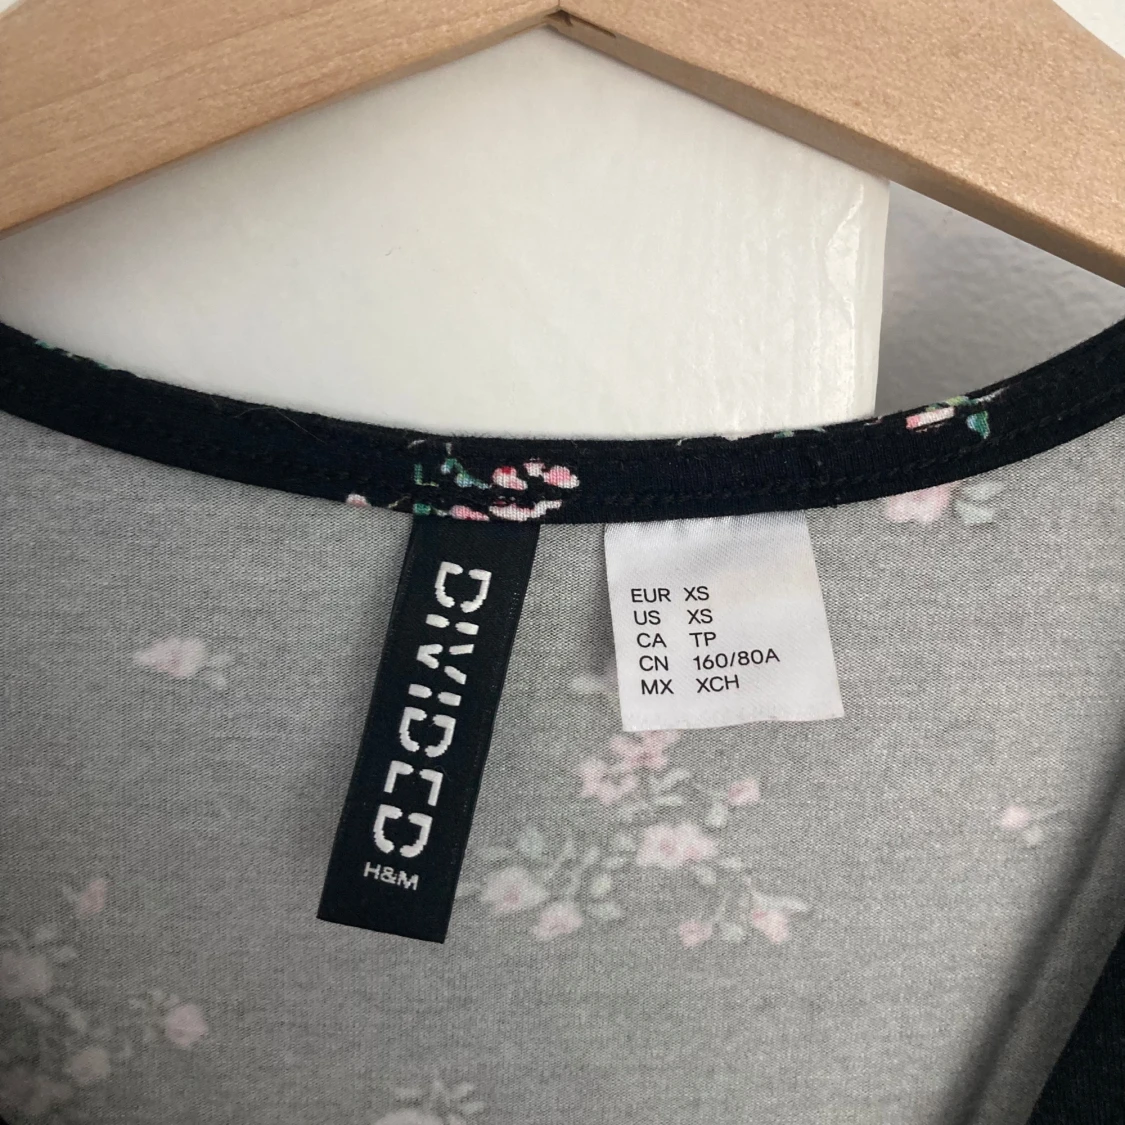 DIVIDED
H&M
EUR XS
US XS
CA TP
CN 160/80A
MX XCH